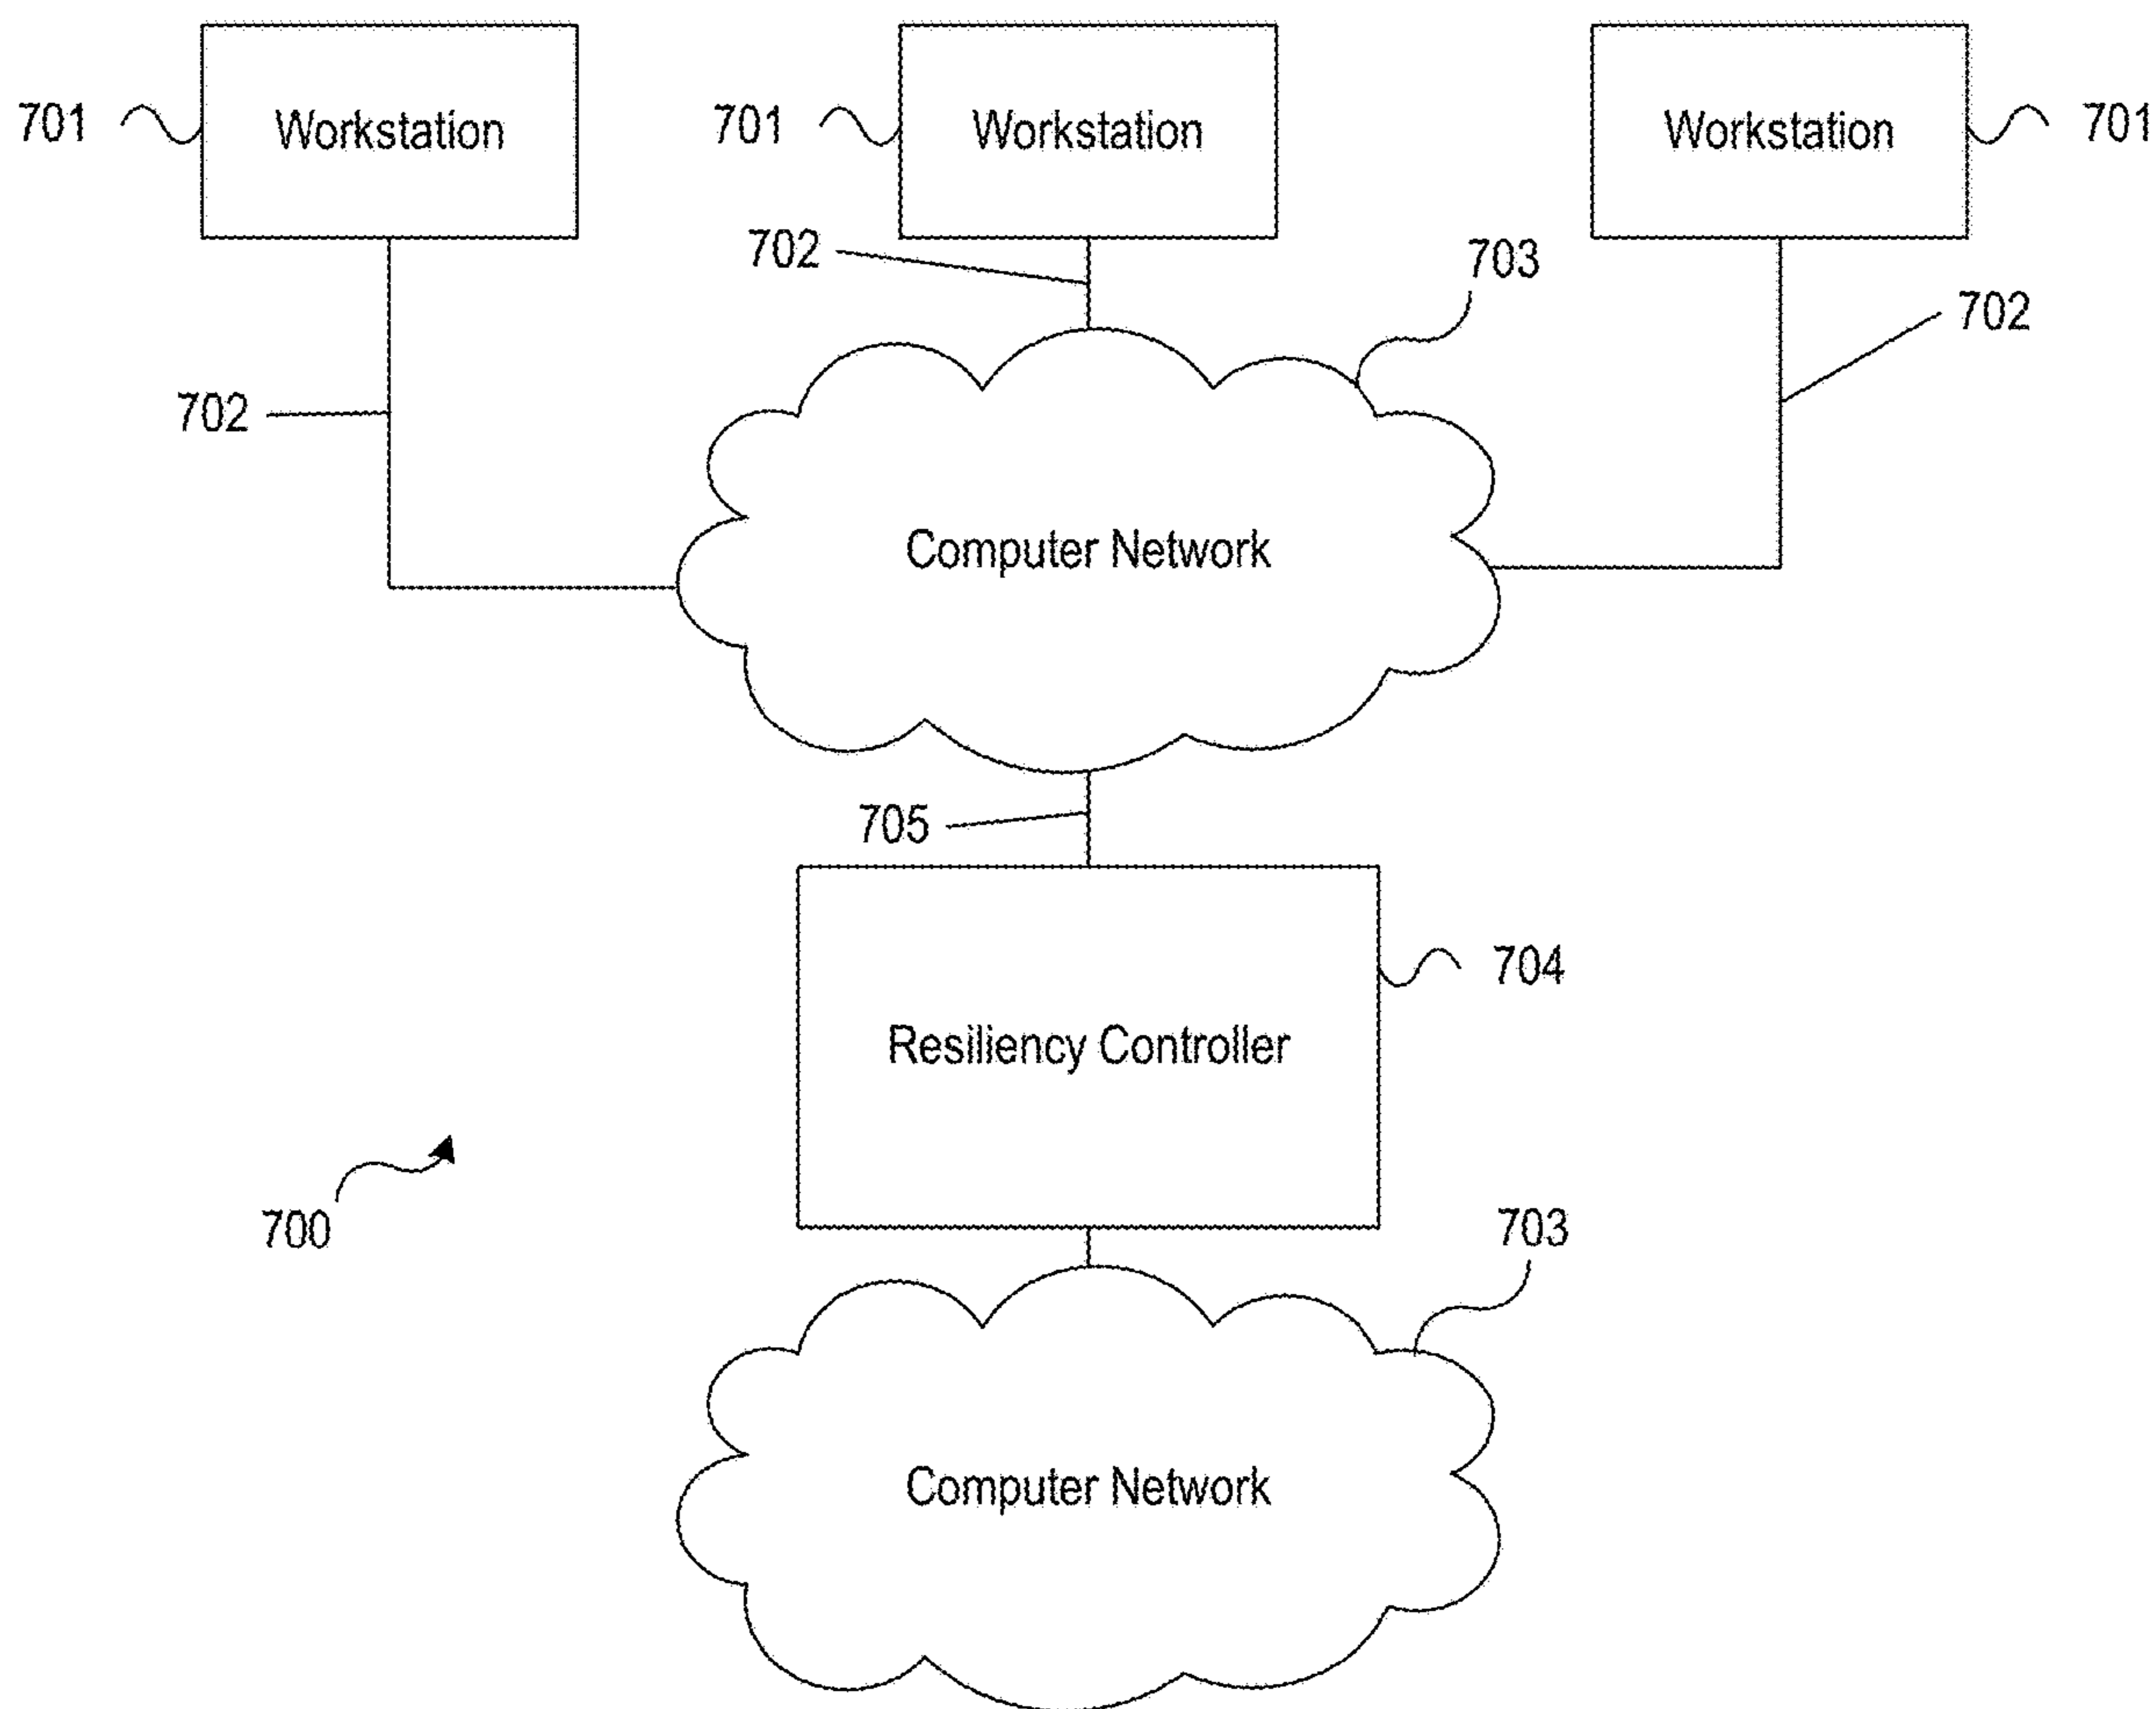 701
Workstation
701
Workstation
Workstation
701
702
703
702
702
Computer Network
705
704
Resiliency Controller
700
703
Computer Network